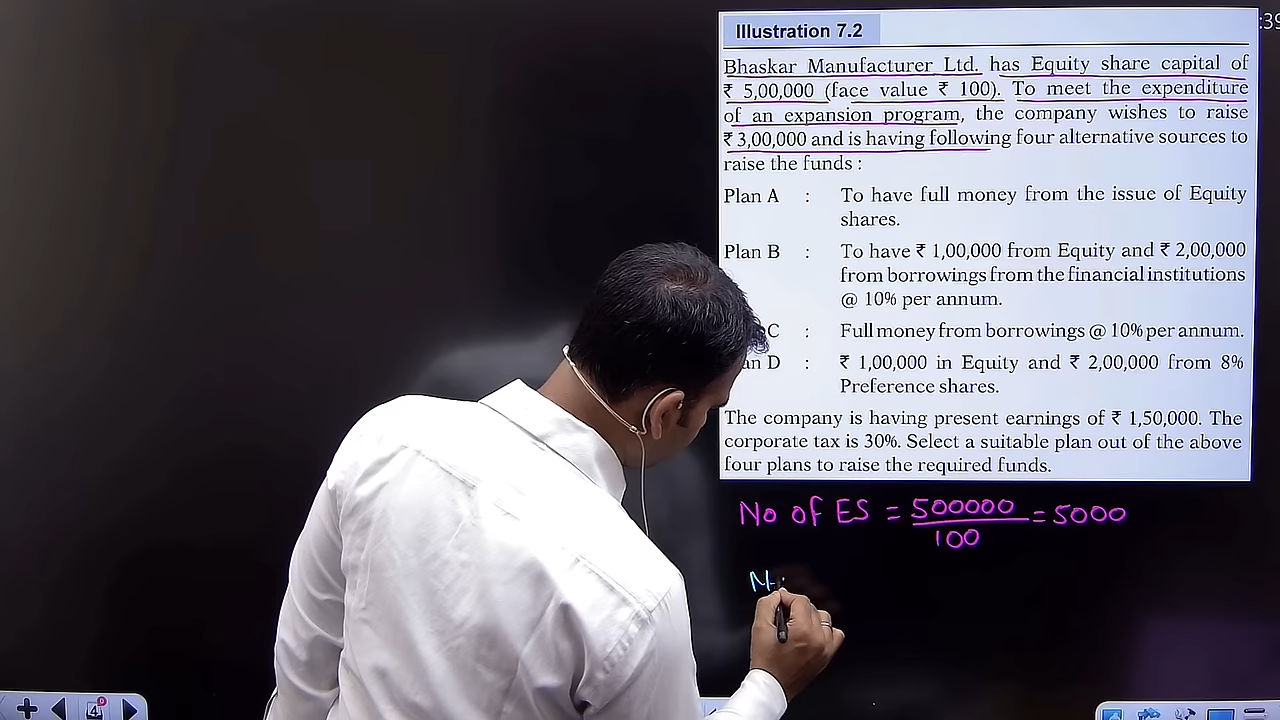 :39
Illustration 7.2
Bhaskar Manufacturer Ltd. has Equity share capital of
₹ 5,00,000 (face value ₹ 100). To meet the expenditure
of an expansion program, the company wishes to raise
₹ 3,00,000 and is having following four alternative sources to
raise the funds :
Plan A : To have full money from the issue of Equity
shares.
Plan B : To have ₹ 1,00,000 from Equity and ₹ 2,00,000
from borrowings from the financial institutions
@ 10% per annum.
C : Full money from borrowings @ 10% per annum.
an D : ₹ 1,00,000 in Equity and ₹ 2,00,000 from 8%
Preference shares.
The company is having present earnings of ₹ 1,50,000. The
corporate tax is 30%. Select a suitable plan out of the above
four plans to raise the required funds.
No of ES = 500000/100 = 5000
4